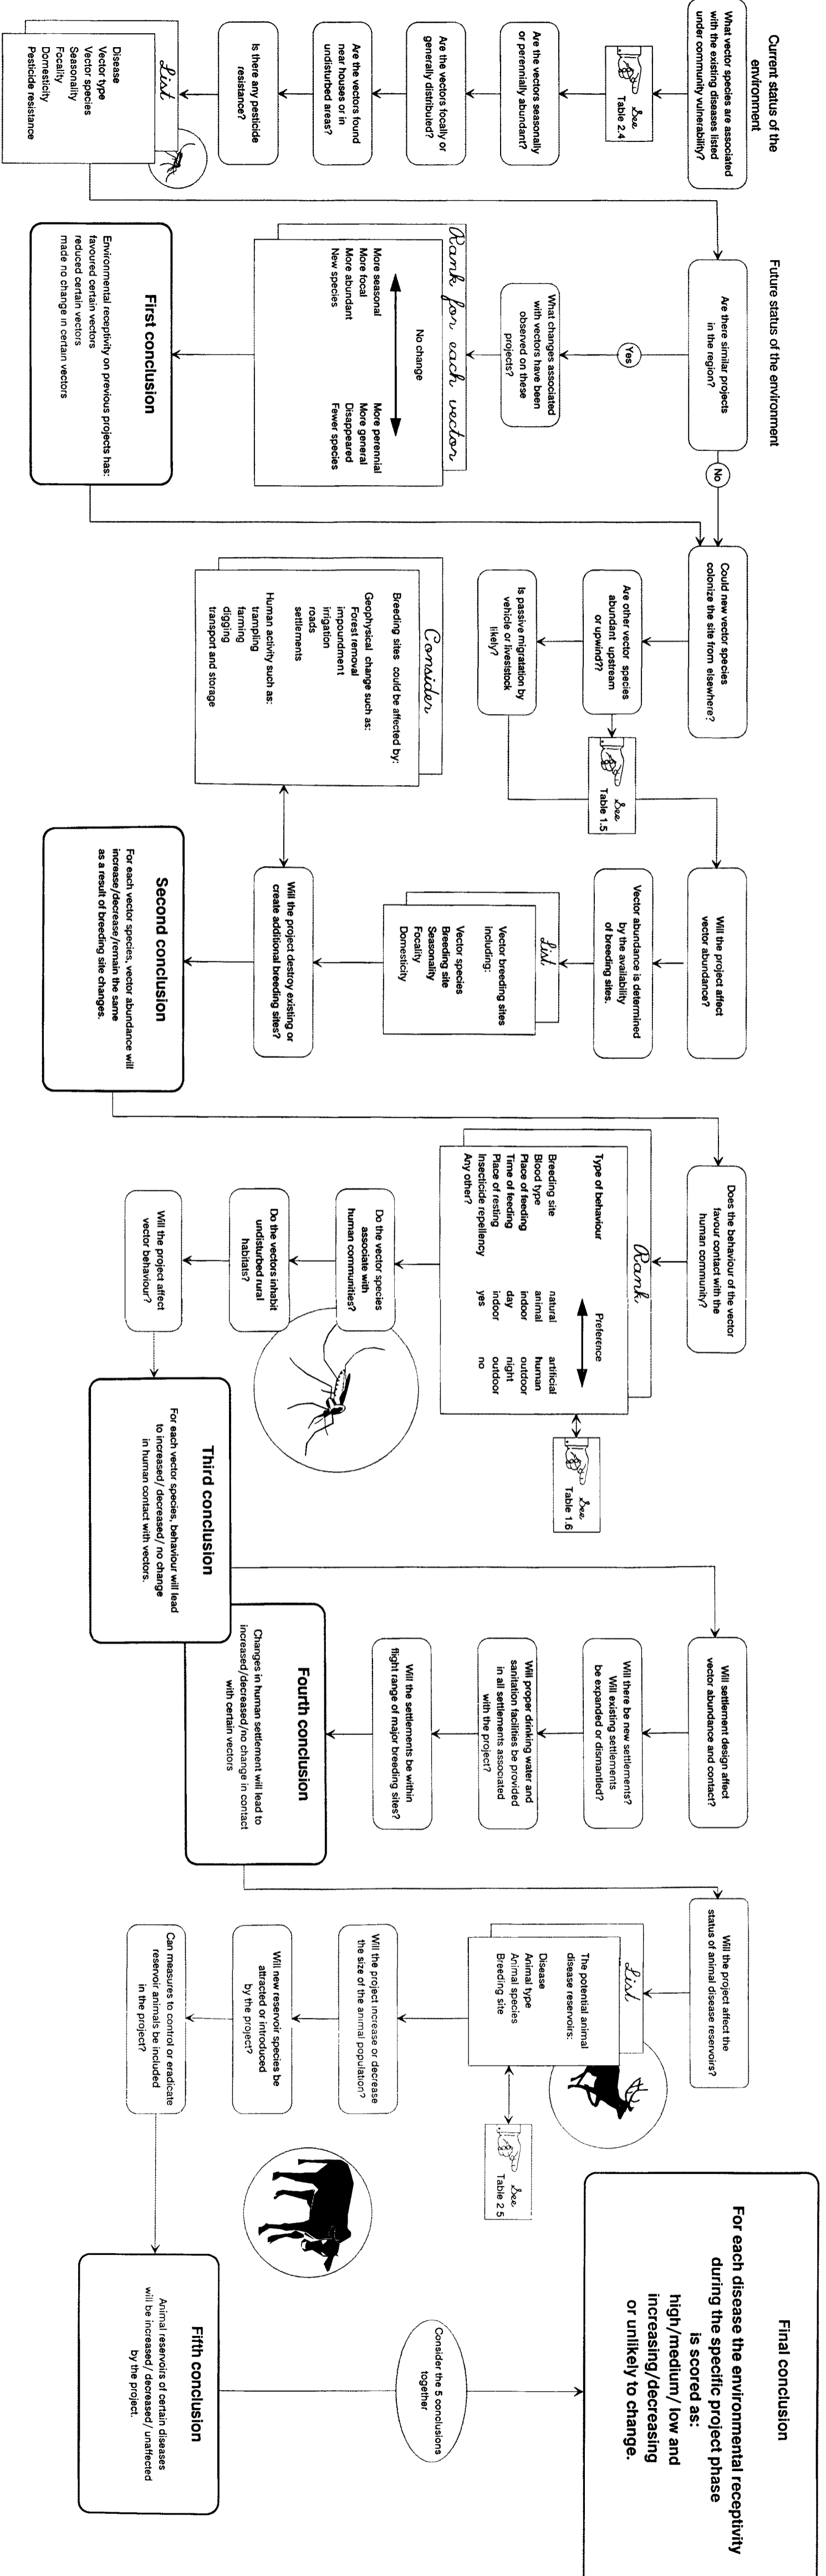 Current status of the
environment
What vector species are associated
with the existing diseases listed
under community vulnerability?
See
Table 2.4
Are the vectors seasonally
or perennially abundant?
Are the vectors focally or
generally distributed?
Are the vectors found
near houses or in
undisturbed areas?
Is there any pesticide
resistance?
List
Disease
Vector type
Vector species
Seasonality
Focality
Domesticity
Pesticide resistance
Future status of the environment
Are there similar projects
in the region?
Yes
No
What changes associated
with vectors have been
observed on these
projects?
Rank for each vector
No change
More seasonal
More focal
More abundant
New species
More perennial
More general
Disappeared
Fewer species
First conclusion
Environmental receptivity on previous projects has:
favoured certain vectors
reduced certain vectors
made no change in certain vectors
Could new vector species
colonize the site from elsewhere?
Are other vector species
abundant upstream
or upwind??
See
Table 1.5
Is passive migratation by
vehicle or livestock
likely?
Consider
Breeding sites could be affected by:
Geophysical change such as:
Forest removal
impoundment
irrigation
roads
settlements
Human activity such as:
trampling
farming
digging
transport and storage
Will the project affect
vector abundance?
Vector abundance is determined
by the availability
of breeding sites.
List
Vector breeding sites
including:
Vector species
Breeding site
Seasonality
Focality
Domesticity
Will the project destroy existing or
create additional breeding sites?
Second conclusion
For each vector species, vector abundance will
increase/decrease/remain the same
as a result of breeding site changes.
Does the behaviour of the vector
favour contact with the
human community?
Rank
Type of behaviour Preference
Breeding site natural artificial
Blood type animal human
Place of feeding indoor outdoor
Time of feeding day night
Place of resting indoor outdoor
Insecticide repellency yes no
Any other?
See
Table 1.6
Do the vector species
associate with
human communities?
Do the vectors inhabit
undisturbed rural
habitats?
Will the project affect
vector behaviour?
Third conclusion
For each vector species, behaviour will lead
to increased/ decreased/ no change
in human contact with vectors.
Will settlement design affect
vector abundance and contact?
Will there be new settlements?
Will existing settlements
be expanded or dismantled?
Will proper drinking water and
sanitation facilities be provided
in all settlements associated
with the project?
Will the settlements be within
flight range of major breeding sites?
Fourth conclusion
Changes in human settlement will lead to
increased/decreased/no change in contact
with certain vectors
Will the project affect the
status of animal disease reservoirs?
List
The potential animal
disease reservoirs:
Disease
Animal type
Animal species
Breeding site
See
Table 2 5
Will the project increase or decrease
the size of the animal population?
Will new reservoir species be
attracted or introduced
by the project?
Can measures to control or eradicate
reservoir animals be included
in the project?
Fifth conclusion
Animal reservoirs of certain diseases
will be increased/ decreased/ unaffected
by the project.
Consider the 5 conclusions
together
Final conclusion
For each disease the environmental receptivity
during the specific project phase
is scored as:
high/medium/ low and
increasing/decreasing
or unlikely to change.